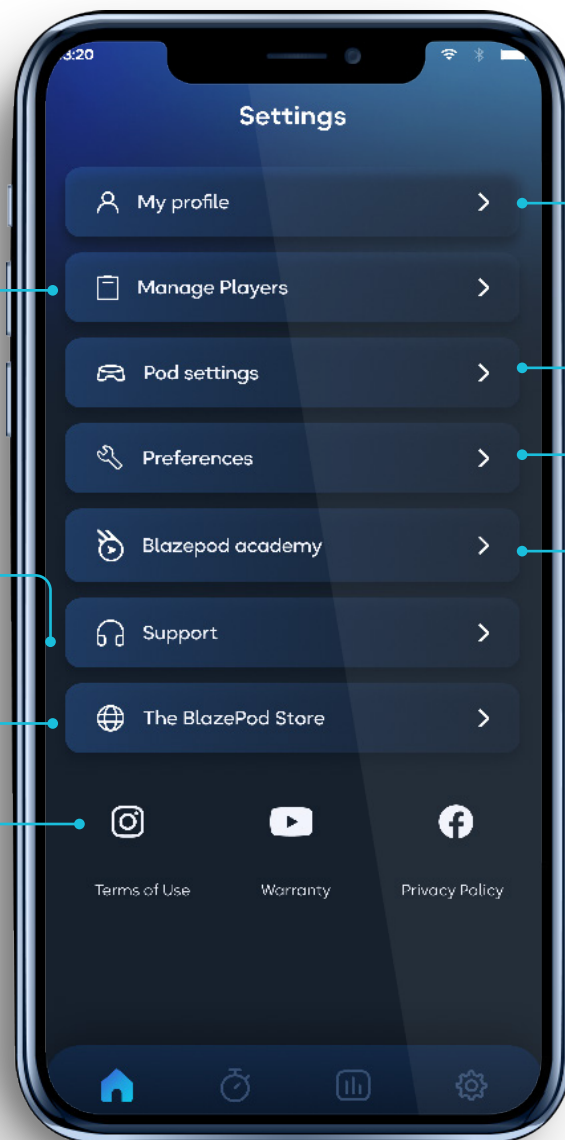 3:20
Settings
My profile
Manage Players
Pod settings
Preferences
Blazepod academy
Support
The BlazePod Store
Terms of Use
Warranty
Privacy Policy